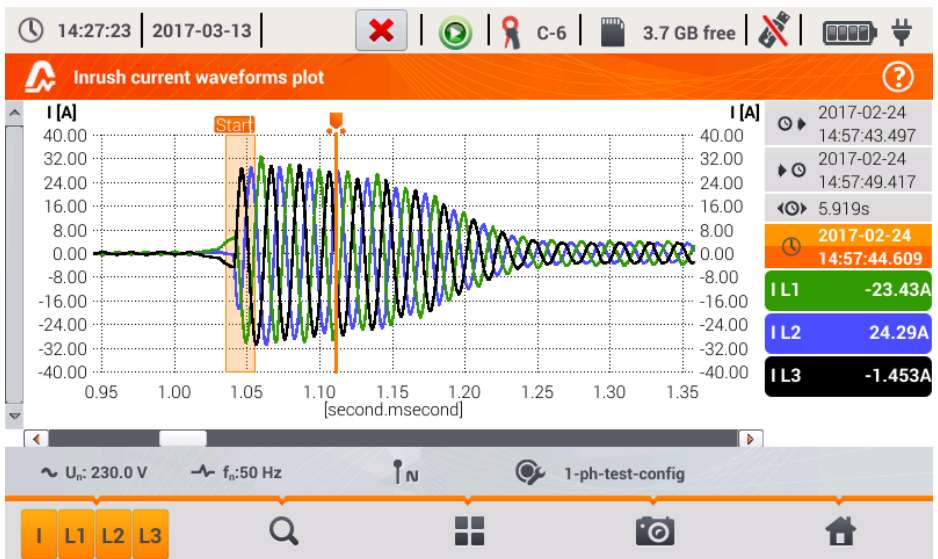 14:27:23 2017-03-13 C-6 3.7 GB free
Inrush current waveforms plot ?
I [A] I [A]
Start
40.00 40.00
32.00 32.00
24.00 24.00
16.00 16.00
8.00 8.00
0.00 0.00
-8.00 -8.00
-16.00 -16.00
-24.00 -24.00
-32.00 -32.00
-40.00 -40.00
0.95 1.00 1.05 1.10 1.15 1.20 1.25 1.30 1.35
[second.msecond]
2017-02-24
14:57:43.497
2017-02-24
14:57:49.417
5.919s
2017-02-24
14:57:44.609
I L1 -23.43A
I L2 24.29A
I L3 -1.453A
Uₙ: 230.0 V fₙ:50 Hz N 1-ph-test-config
I L1 L2 L3